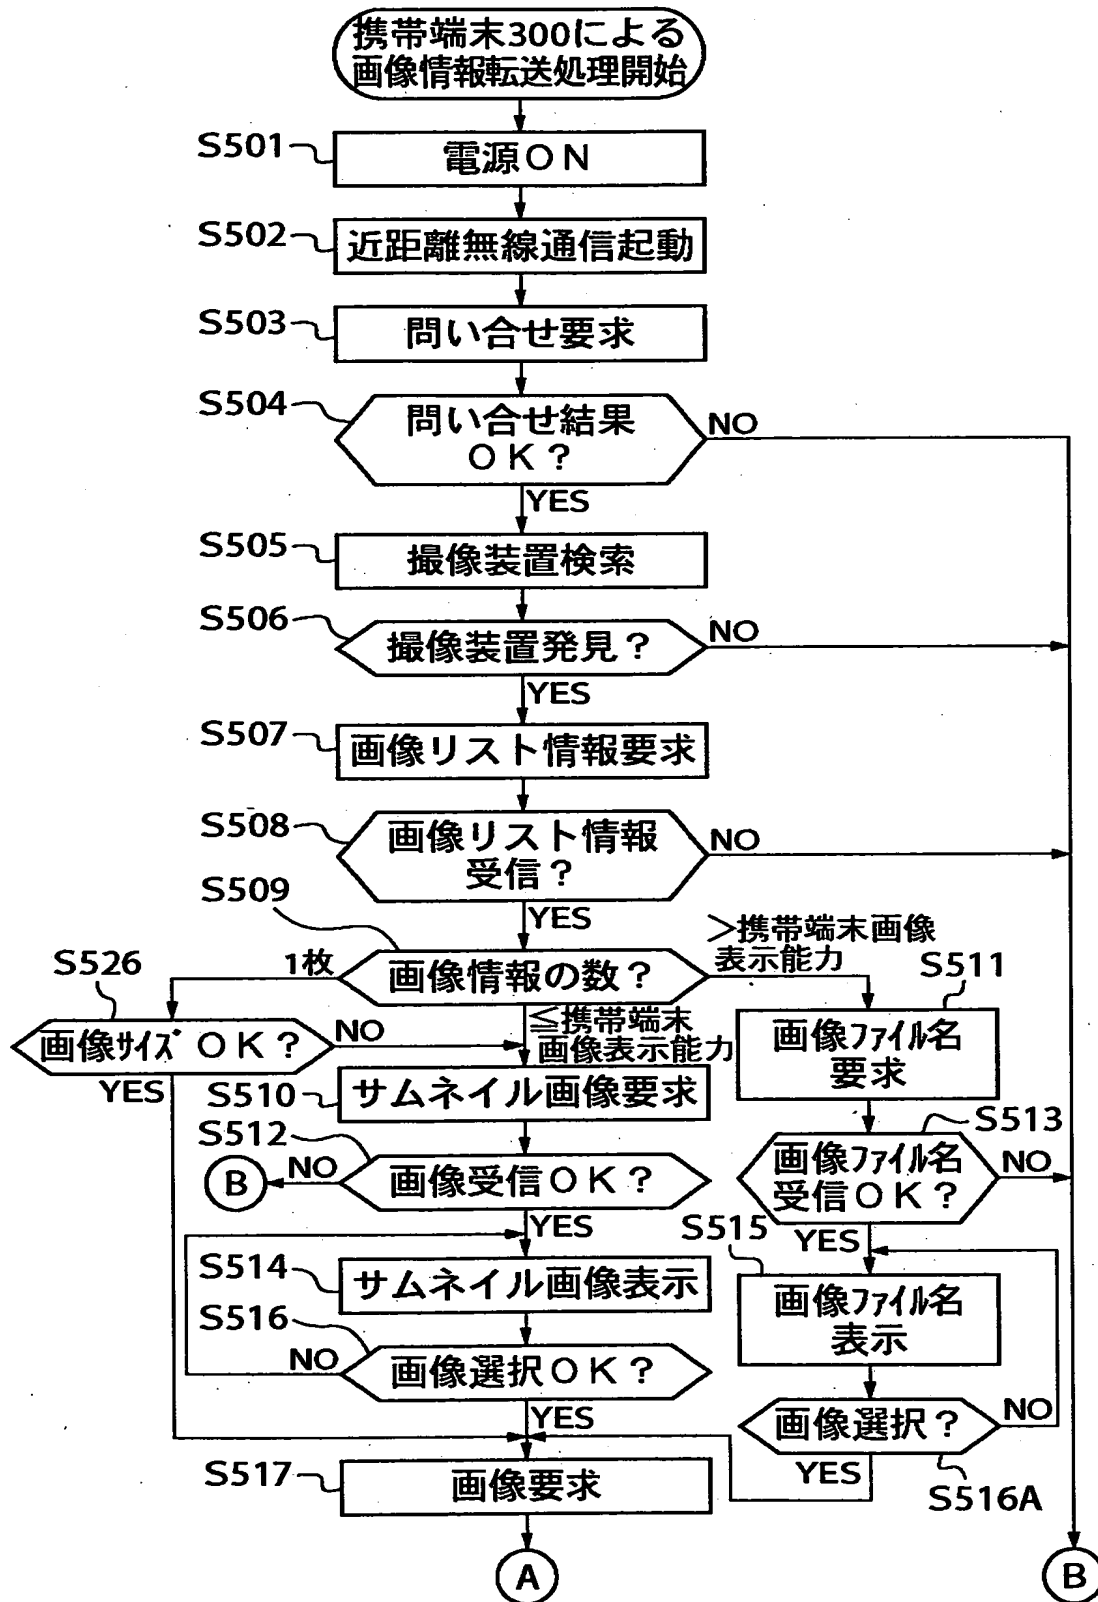 携帯端末300による
画像情報転送処理開始
S501
電源ON
S502
近距離無線通信起動
S503
問い合せ要求
S504
問い合せ結果
OK?
NO
YES
S505
撮像装置検索
S506
撮像装置発見?
NO
YES
S507
画像リスト情報要求
S508
画像リスト情報
受信?
NO
YES
S509
画像情報の数?
1枚
>携帯端末画像
表示能力
≦携帯端末
画像表示能力
S526
画像サイズOK?
NO
YES
S511
画像ファイル名
要求
S510
サムネイル画像要求
S512
画像受信OK?
NO
B
YES
S513
画像ファイル名
受信OK?
NO
YES
S514
サムネイル画像表示
S515
画像ファイル名
表示
S516
画像選択OK?
NO
YES
画像選択?
NO
YES
S516A
S517
画像要求
A
B